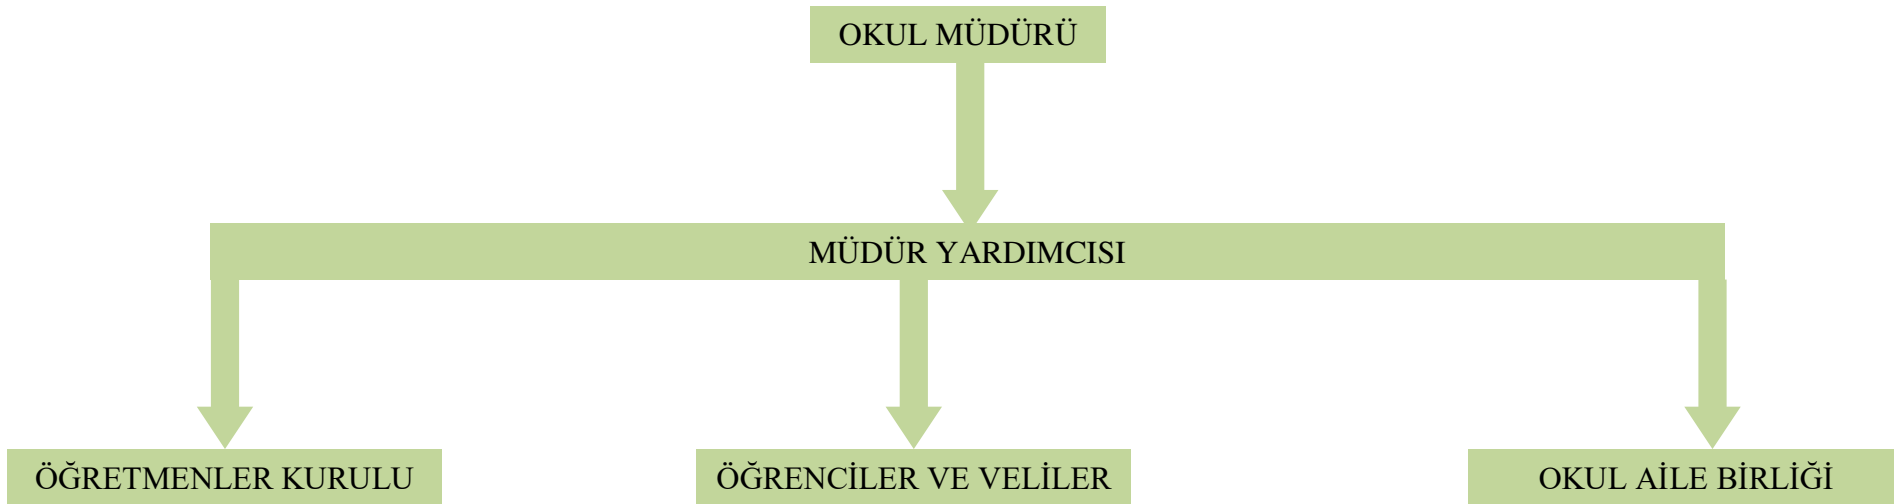 OKUL MÜDÜRÜ
MÜDÜR YARDIMCISI
ÖĞRETMENLER KURULU
ÖĞRENCİLER VE VELİLER
OKUL AİLE BİRLİĞİ